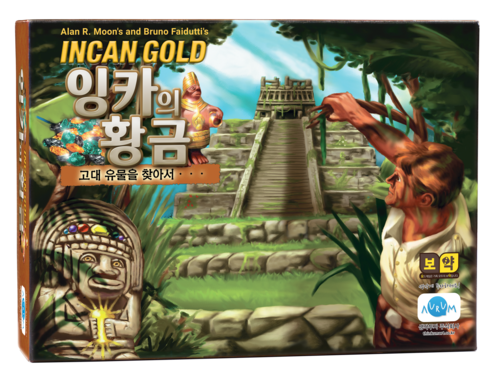 Alan R. Moon's and Bruno Faidutti's
INCAN GOLD
잉카의
황금
고대 유물을 찾아서 · · ·
보약
AURUM